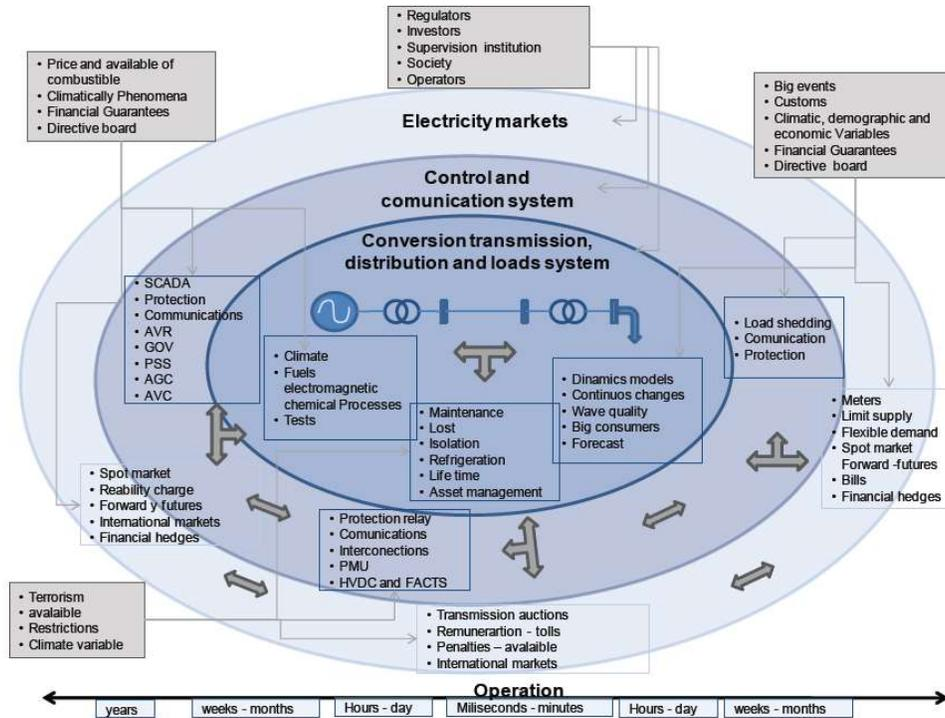 • Regulators
• Investors
• Supervision institution
• Society
• Operators
• Price and available of
combustible
• Climatically Phenomena
• Financial Guarantees
• Directive board
• Big events
• Customs
• Climatic, demographic and
economic Variables
• Financial Guarantees
• Directive board
Electricity markets
Control and
comunication system
Conversion transmission,
distribution and loads system
• SCADA
• Protection
• Communications
• AVR
• GOV
• PSS
• AGC
• AVC
• Climate
• Fuels
electromagnetic
chemical Processes
• Tests
• Maintenance
• Lost
• Isolation
• Refrigeration
• Life time
• Asset management
• Dinamics models
• Continuos changes
• Wave quality
• Big consumers
• Forecast
• Load shedding
• Comunication
• Protection
• Meters
• Limit supply
• Flexible demand
• Spot market
Forward -futures
• Bills
• Financial hedges
• Spot market
• Reability charge
• Forward y futures
• International markets
• Financial hedges
• Protection relay
• Comunications
• Interconections
• PMU
• HVDC and FACTS
• Terrorism
• avalaible
• Restrictions
• Climate variable
• Transmission auctions
• Remunerartion - tolls
• Penalties – avalaible
• International markets
Operation
years
weeks - months
Hours - day
Miliseconds - minutes
Hours - day
weeks - months